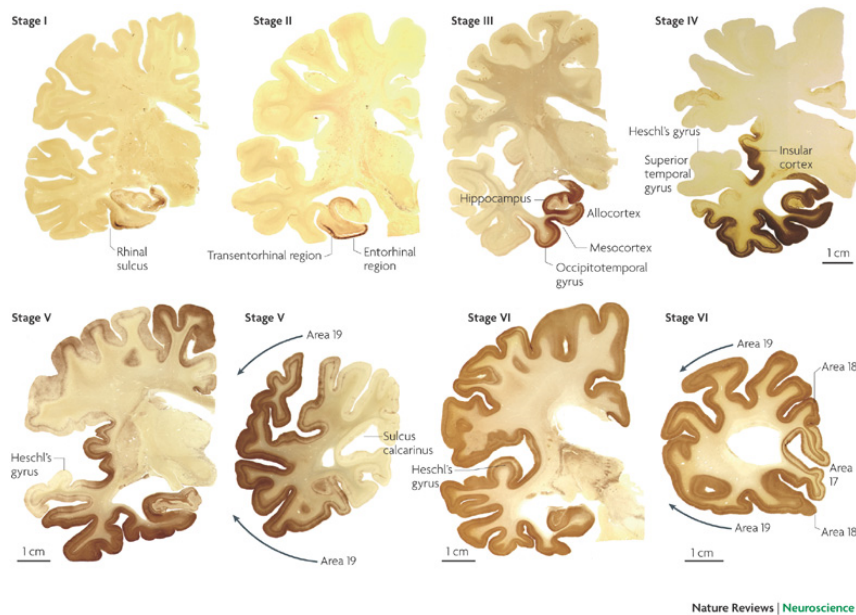 Stage I
Stage II
Stage III
Stage IV
Rhinal
sulcus
Transentorhinal region
Entorhinal
region
Hippocampus
Allocortex
Mesocortex
Occipitotemporal
gyrus
Heschl's
gyrus
Superior
temporal
gyrus
Insular
cortex
1 cm
Stage V
Stage V
Stage VI
Stage VI
Heschl's
gyrus
1 cm
Area 19
Sulcus
calcarinus
Area 19
Heschl's
gyrus
1 cm
Area 19
Area 18
Area
17
Area 19
Area 18
1 cm
Nature Reviews | Neuroscience